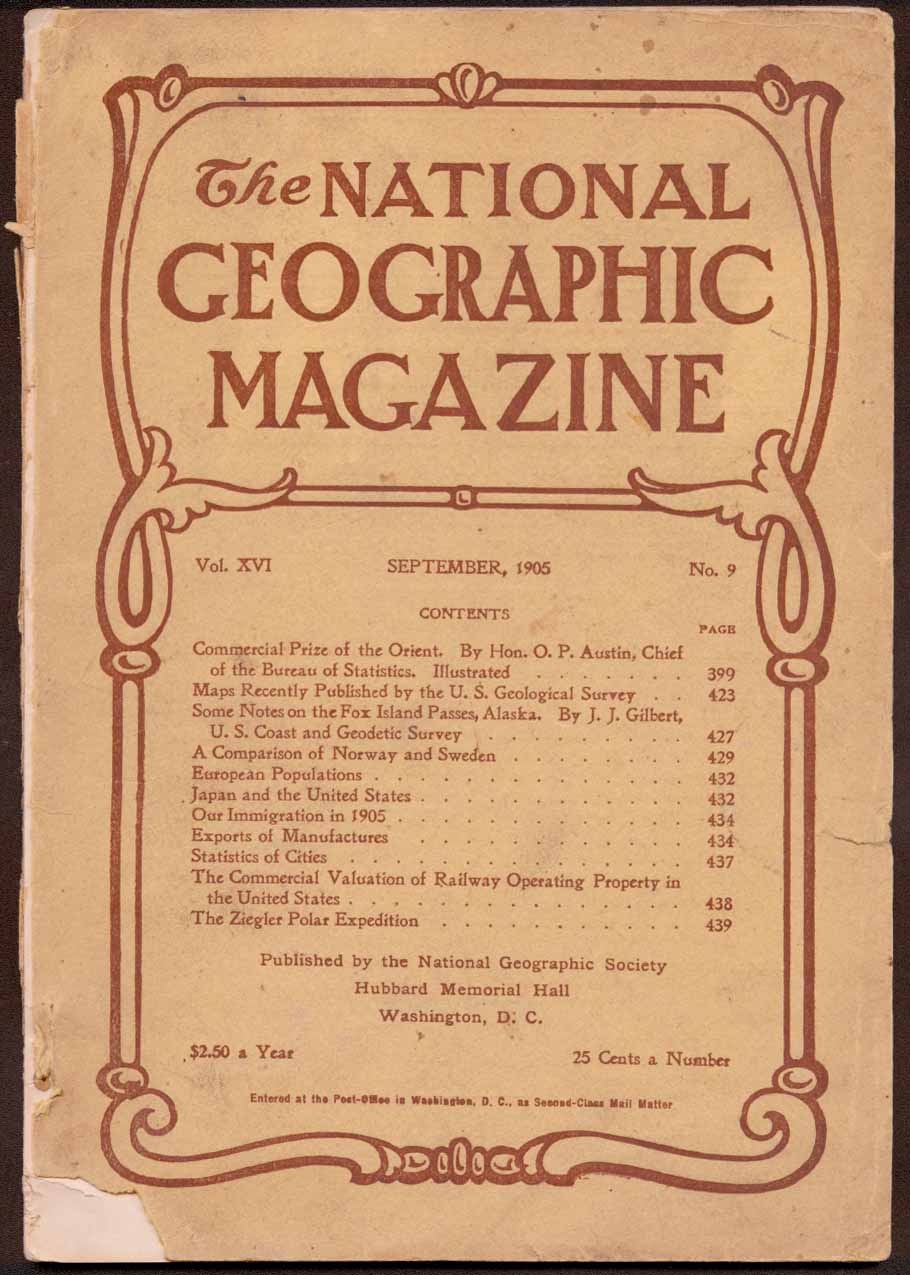 The NATIONAL
GEOGRAPHIC
MAGAZINE
Vol. XVI SEPTEMBER, 1905 No. 9
CONTENTS
PAGE
Commercial Prize of the Orient. By Hon. O. P. Austin, Chief
of the Bureau of Statistics. Illustrated . . . . . . . 399
Maps Recently Published by the U. S. Geological Survey . . 423
Some Notes on the Fox Island Passes, Alaska. By J. J. Gilbert,
U. S. Coast and Geodetic Survey . . . . . . . . . 427
A Comparison of Norway and Sweden . . . . . . . . 429
European Populations . . . . . . . . . . . . . . 432
Japan and the United States . . . . . . . . . . . . 432
Our Immigration in 1905 . . . . . . . . . . . . . 434
Exports of Manufactures . . . . . . . . . . . . 434
Statistics of Cities . . . . . . . . . . . . . . . 437
The Commercial Valuation of Railway Operating Property in
the United States . . . . . . . . . . . . . . . 438
The Ziegler Polar Expedition . . . . . . . . . . . 439
Published by the National Geographic Society
Hubbard Memorial Hall
Washington, D. C.
$2.50 a Year 25 Cents a Number
Entered at the Post-Office in Washington, D. C., as Second-Class Mail Matter